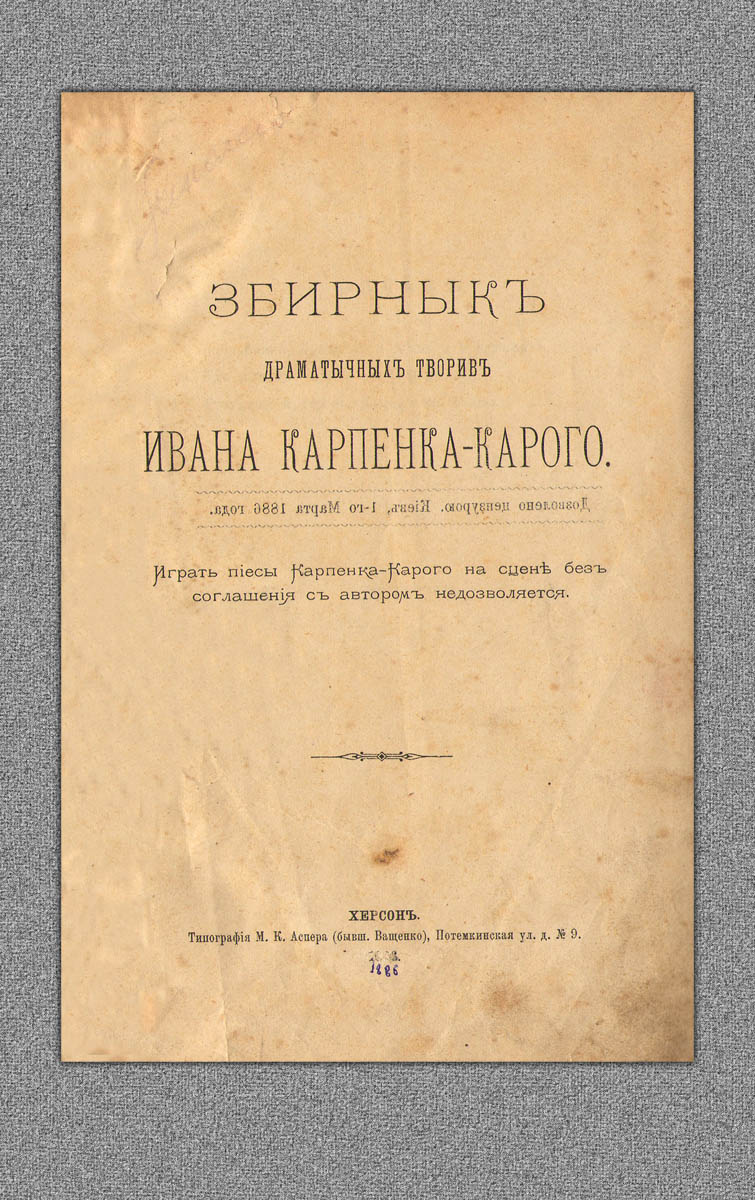 ЗБИРНЫКЪ
ДРАМАТЫЧНЫХЪ ТВОРИВЪ
ИВАНА КАРПЕНКА-КАРОГО.
Дозволено цензурою. Кіевъ, 1-го Марта 1886 года.
Играть піесы Карпенка-Карого на сценѣ безъ
соглашенія съ авторомъ недозволяется.
ХЕРСОНЪ.
Типографія М. К. Аспера (бывш. Ващенко), Потемкинская ул. д. № 9.
1886